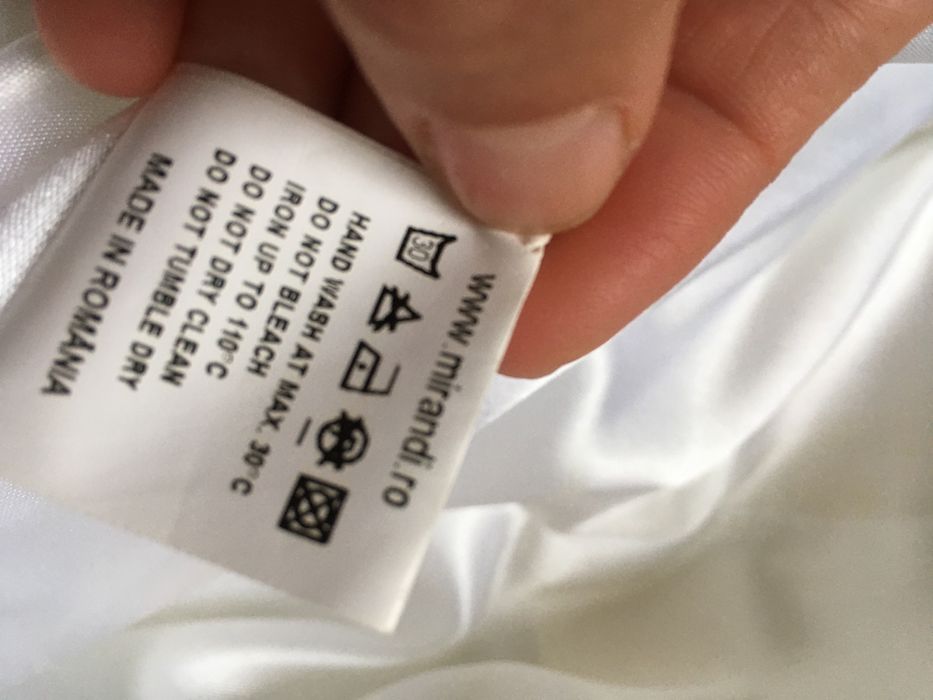 www.mirandi.ro
30
P
HAND WASH AT MAX. 30°C
DO NOT BLEACH
IRON UP TO 110°C
DO NOT DRY CLEAN
DO NOT TUMBLE DRY
MADE IN ROMANIA